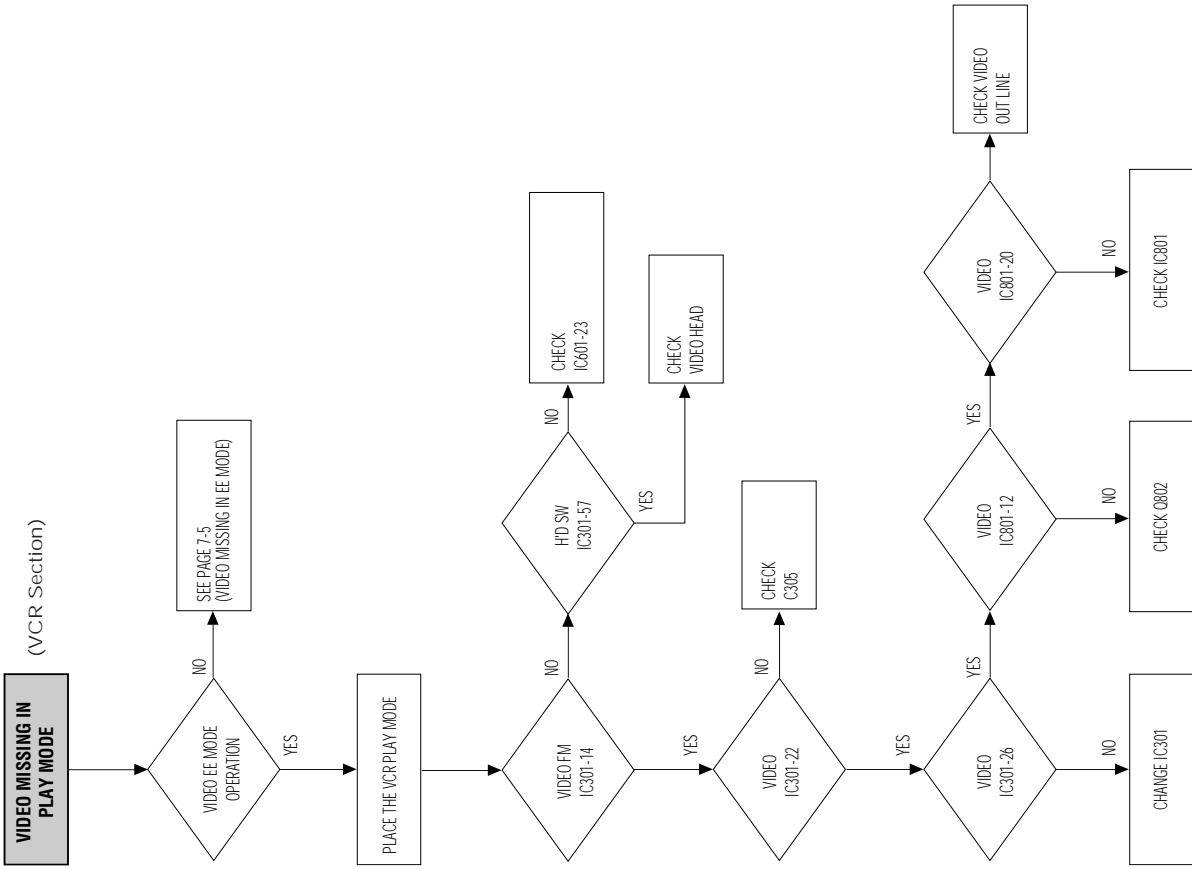 VIDEO MISSING IN
PLAY MODE
(VCR Section)
VIDEO EE MODE
OPERATION
NO
SEE PAGE 7-5
(VIDEO MISSING IN EE MODE)
YES
PLACE THE VCR PLAY MODE
VIDEO FM
IC301-14
NO
H'D SW
IC301-57
NO
CHECK
IC601-23
YES
CHECK
VIDEO HEAD
YES
VIDEO
IC301-22
NO
CHECK
C305
YES
VIDEO
IC301-26
YES
VIDEO
IC801-12
YES
VIDEO
IC801-20
CHECK VIDEO
OUT LINE
NO
CHANGE IC301
NO
CHECK Q802
NO
CHECK IC801